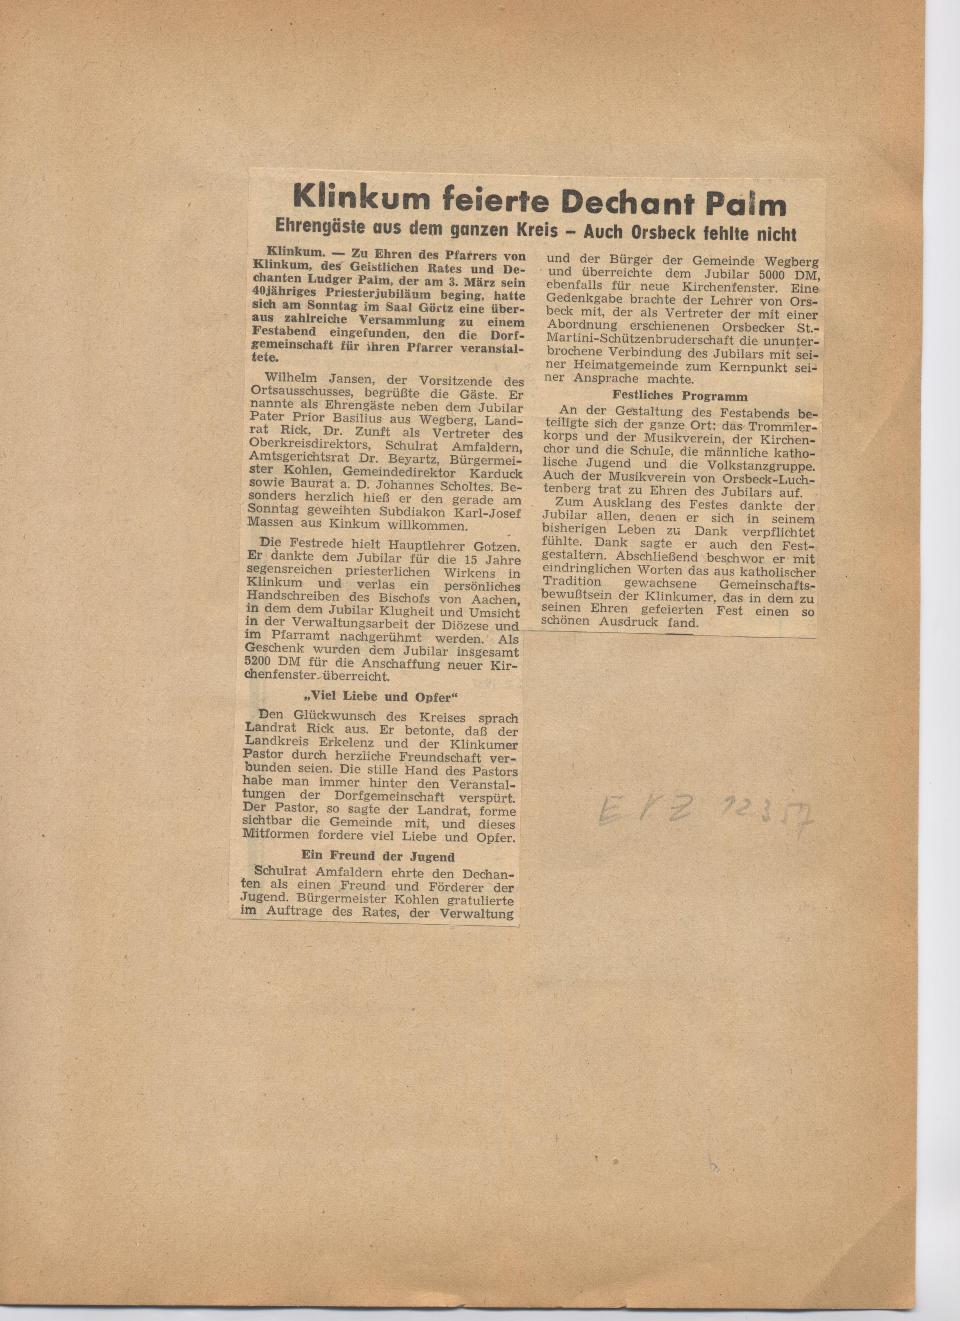 Klinkum feierte Dechant Palm
Ehrengäste aus dem ganzen Kreis – Auch Orsbeck fehlte nicht
Klinkum. — Zu Ehren des Pfarrers von
Klinkum, des Geistlichen Rates und De-
chanten Ludger Palm, der am 3. März sein
40jähriges Priesterjubiläum beging, hatte
sich am Sonntag im Saal Görtz eine über-
aus zahlreiche Versammlung zu einem
Festabend eingefunden, den die Dorf-
gemeinschaft für ihren Pfarrer veranstal-
tete.
Wilhelm Jansen, der Vorsitzende des
Ortsausschusses, begrüßte die Gäste. Er
nannte als Ehrengäste neben dem Jubilar
Pater Prior Basilius aus Wegberg, Land-
rat Rick, Dr. Zunft als Vertreter des
Oberkreisdirektors, Schulrat Amfaldern,
Amtsgerichtsrat Dr. Beyartz, Bürgermei-
ster Kohlen, Gemeindedirektor Karduck
sowie Baurat a. D. Johannes Scholtes. Be-
sonders herzlich hieß er den gerade am
Sonntag geweihten Subdiakon Karl-Josef
Massen aus Kinkum willkommen.
Die Festrede hielt Hauptlehrer Gotzen.
Er dankte dem Jubilar für die 15 Jahre
segensreichen priesterlichen Wirkens in
Klinkum und verlas ein persönliches
Handschreiben des Bischofs von Aachen,
in dem dem Jubilar Klugheit und Umsicht
in der Verwaltungsarbeit der Diözese und
im Pfarramt nachgerühmt werden. Als
Geschenk wurden dem Jubilar insgesamt
5200 DM für die Anschaffung neuer Kir-
chenfenster überreicht.
„Viel Liebe und Opfer“
Den Glückwunsch des Kreises sprach
Landrat Rick aus. Er betonte, daß der
Landkreis Erkelenz und der Klinkumer
Pastor durch herzliche Freundschaft ver-
bunden seien. Die stille Hand des Pastors
habe man immer hinter den Veranstal-
tungen der Dorfgemeinschaft verspürt.
Der Pastor, so sagte der Landrat, forme
sichtbar die Gemeinde mit, und dieses
Mitformen fordere viel Liebe und Opfer.
Ein Freund der Jugend
Schulrat Amfaldern ehrte den Dechan-
ten als einen Freund und Förderer der
Jugend. Bürgermeister Kohlen gratulierte
im Auftrage des Rates, der Verwaltung
und der Bürger der Gemeinde Wegberg
und überreichte dem Jubilar 5000 DM,
ebenfalls für neue Kirchenfenster. Eine
Gedenkgabe brachte der Lehrer von Ors-
beck mit, der als Vertreter der mit einer
Abordnung erschienenen Orsbecker St.-
Martini-Schützenbruderschaft die ununter-
brochene Verbindung des Jubilars mit sei-
ner Heimatgemeinde zum Kernpunkt sei-
ner Ansprache machte.
Festliches Programm
An der Gestaltung des Festabends be-
teiligte sich der ganze Ort: das Trommler-
korps und der Musikverein, der Kirchen-
chor und die Schule, die männliche katho-
lische Jugend und die Volkstanzgruppe.
Auch der Musikverein von Orsbeck-Luch-
tenberg trat zu Ehren des Jubilars auf.
Zum Ausklang des Festes dankte der
Jubilar allen, denen er sich in seinem
bisherigen Leben zu Dank verpflichtet
fühlte. Dank sagte er auch den Fest-
gestaltern. Abschließend beschwor er mit
eindringlichen Worten das aus katholischer
Tradition gewachsene Gemeinschafts-
bewußtsein der Klinkumer, das in dem zu
seinen Ehren gefeierten Fest einen so
schönen Ausdruck fand.
12 3 57